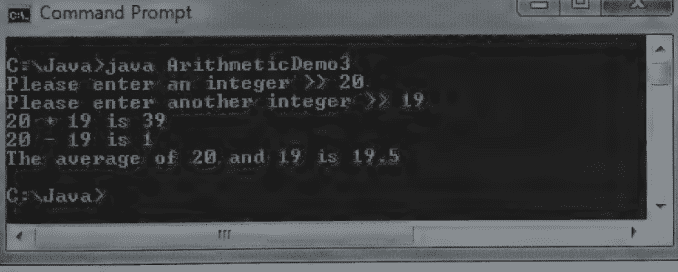 C:\. Command Prompt
C:\Java>java ArithmeticDemo3
Please enter an integer >> 20
Please enter another integer >> 19
20 + 19 is 39
20 - 19 is 1
The average of 20 and 19 is 19.5
C:\Java>